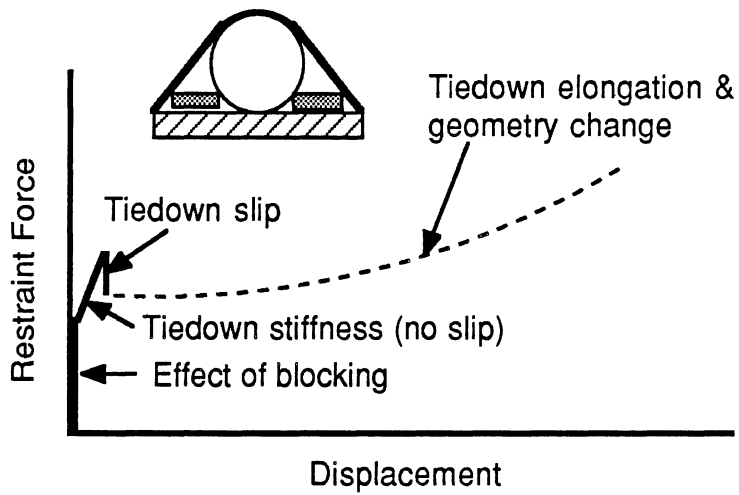 Tiedown elongation &
geometry change
Tiedown slip
Tiedown stiffness (no slip)
Effect of blocking
Restraint Force
Displacement